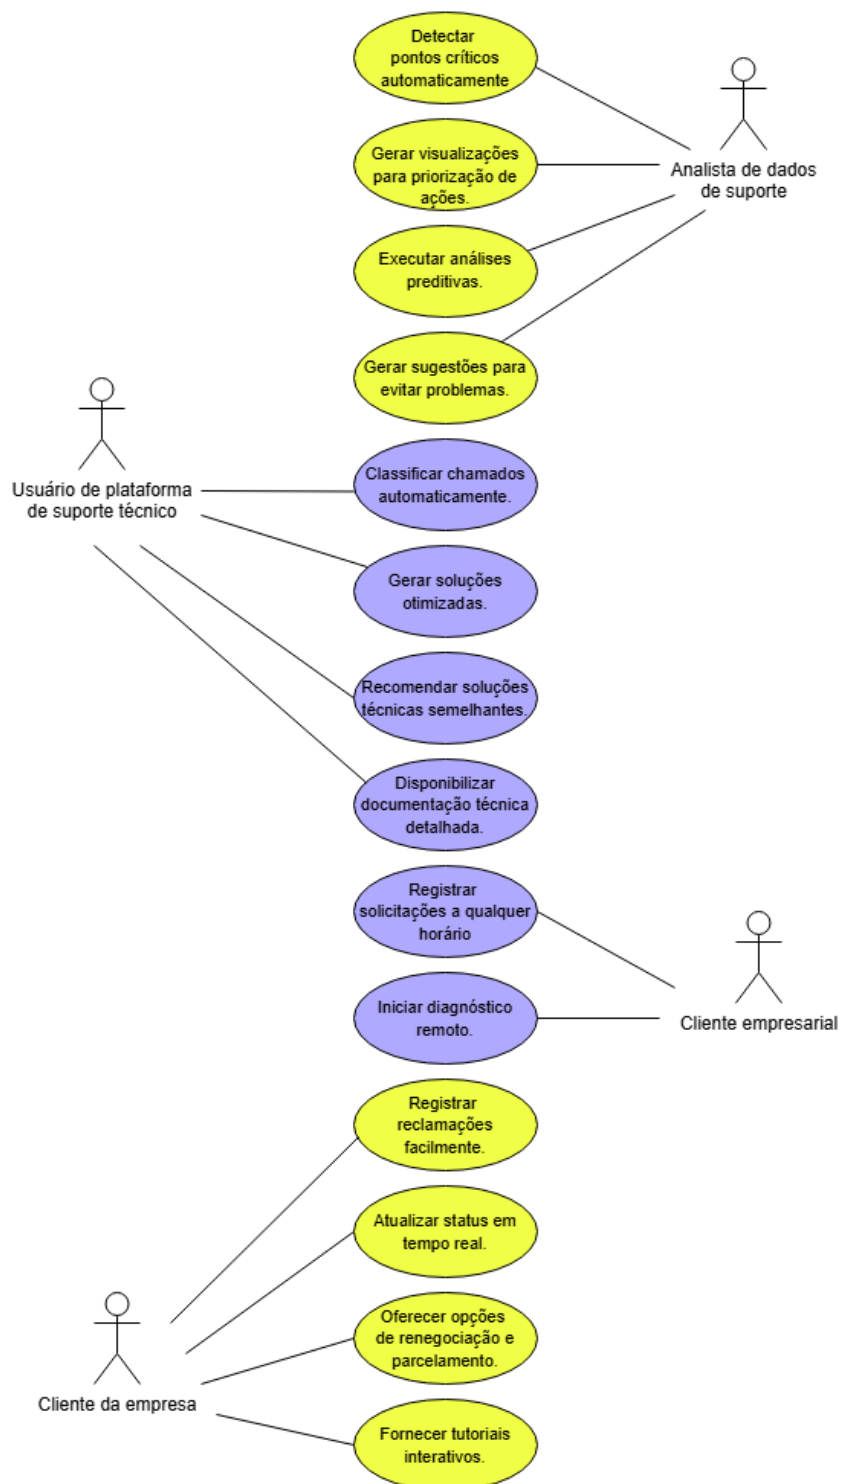 Detectar
pontos críticos
automaticamente
Analista de dados
de suporte
Gerar visualizações
para priorização de
ações.
Executar análises
preditivas.
Gerar sugestões para
evitar problemas.
Usuário de plataforma
de suporte técnico
Classificar chamados
automaticamente.
Gerar soluções
otimizadas.
Recomendar soluções
técnicas semelhantes.
Disponibilizar
documentação técnica
detalhada.
Registrar
solicitações a qualquer
horário
Iniciar diagnóstico
remoto.
Cliente empresarial
Registrar
reclamações
facilmente.
Atualizar status em
tempo real.
Oferecer opções
de renegociação e
parcelamento.
Cliente da empresa
Fornecer tutoriais
interativos.